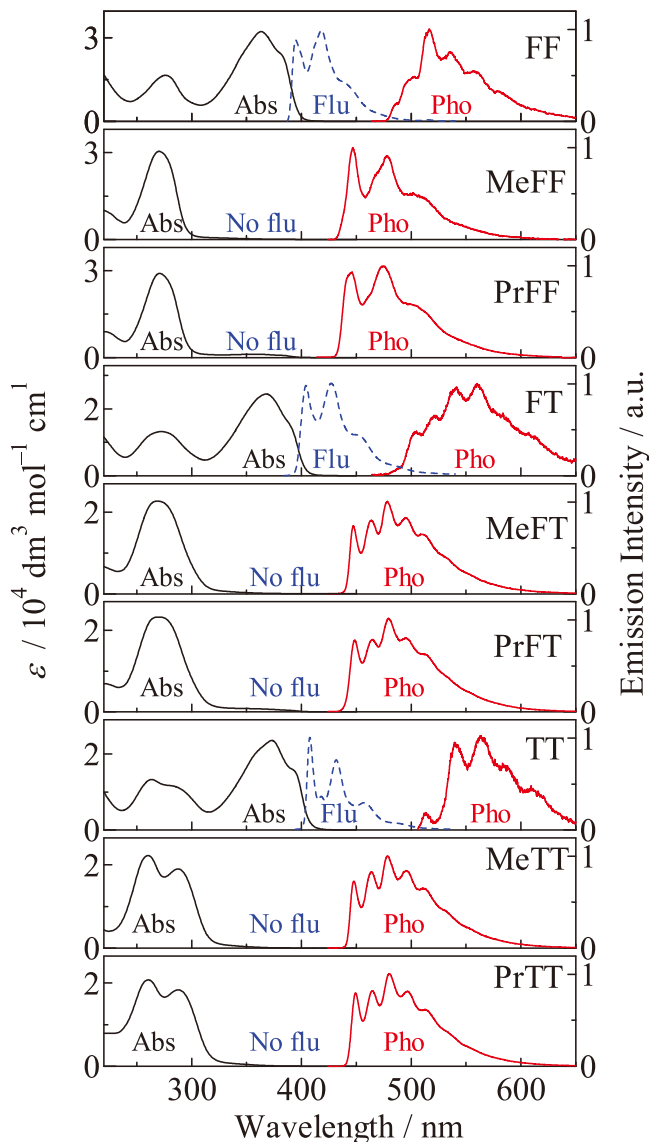 3
0
1
0
FF
Abs
Flu
Pho
3
0
1
0
MeFF
Abs
No flu
Pho
3
0
1
0
PrFF
Abs
No flu
Pho
2
0
1
0
FT
Abs
Flu
Pho
2
0
1
0
MeFT
Abs
No flu
Pho
2
0
1
0
PrFT
Abs
No flu
Pho
2
0
1
0
TT
Abs
Flu
Pho
2
0
1
0
MeTT
Abs
No flu
Pho
2
0
1
0
PrTT
Abs
No flu
Pho
300 400 500 600
Wavelength / nm
ε / 10⁴ dm³ mol⁻¹ cm¹
Emission Intensity / a.u.